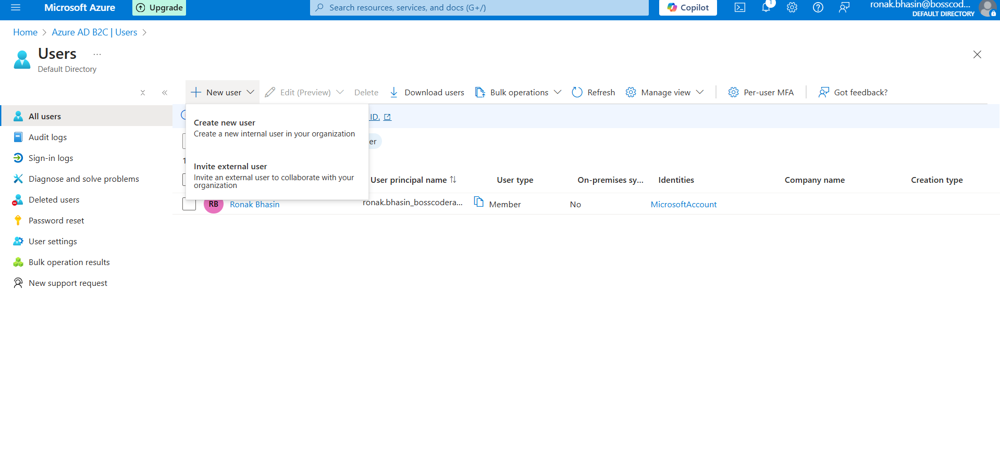 Microsoft Azure
Upgrade
Search resources, services, and docs (G+/)
Copilot
1
ronak.bhasin@bosscod...
DEFAULT DIRECTORY
Home > Azure AD B2C | Users >
Users ...
Default Directory
New user
Edit (Preview)
Delete
Download users
Bulk operations
Refresh
Manage view
Per-user MFA
Got feedback?
All users
Audit logs
Sign-in logs
Diagnose and solve problems
Deleted users
Password reset
User settings
Bulk operation results
New support request
Create new user
Create a new internal user in your organization
Invite external user
Invite an external user to collaborate with your
organization
ID.
er
1
User principal name
User type
On-premises sy...
Identities
Company name
Creation type
RB
Ronak Bhasin
ronak.bhasin_bosscodera...
Member
No
MicrosoftAccount